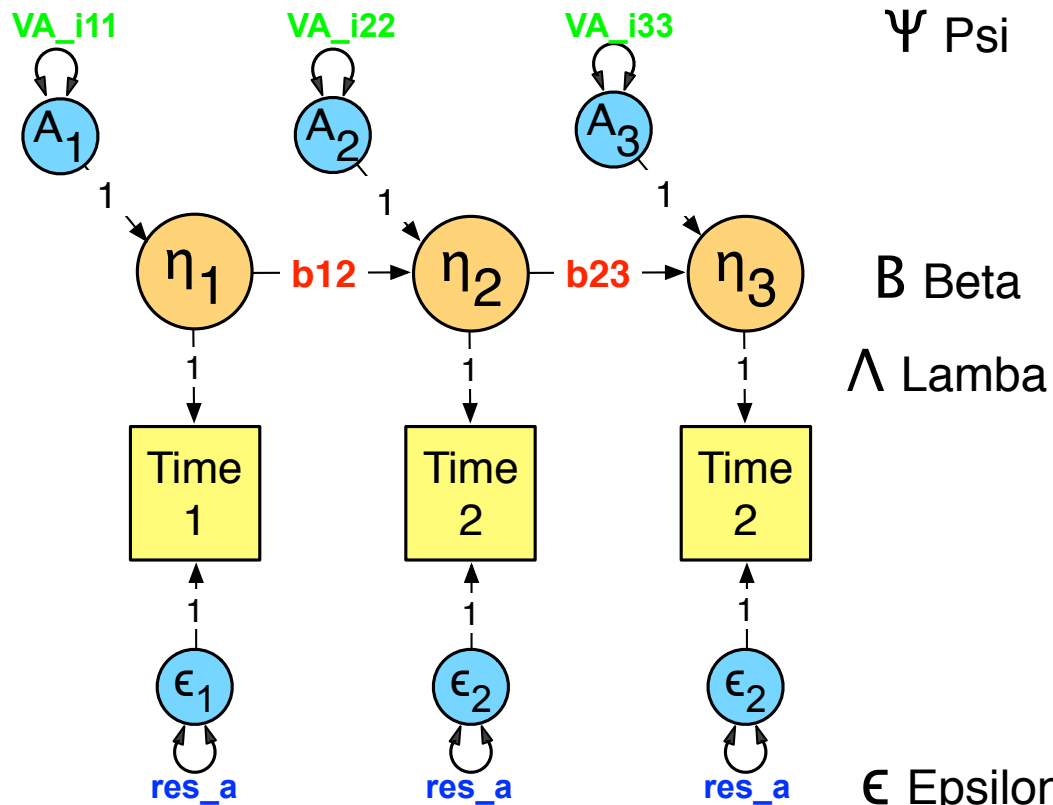 VA_i11 VA_i22 VA_i33 Ψ Psi
A1 A2 A3
1 1 1
η1 b12 η2 b23 η3 B Beta
1 1 1 Λ Lamba
Time Time Time
1 2 2
1 1 1
ϵ1 ϵ2 ϵ2
res_a res_a res_a ϵ Epsilon